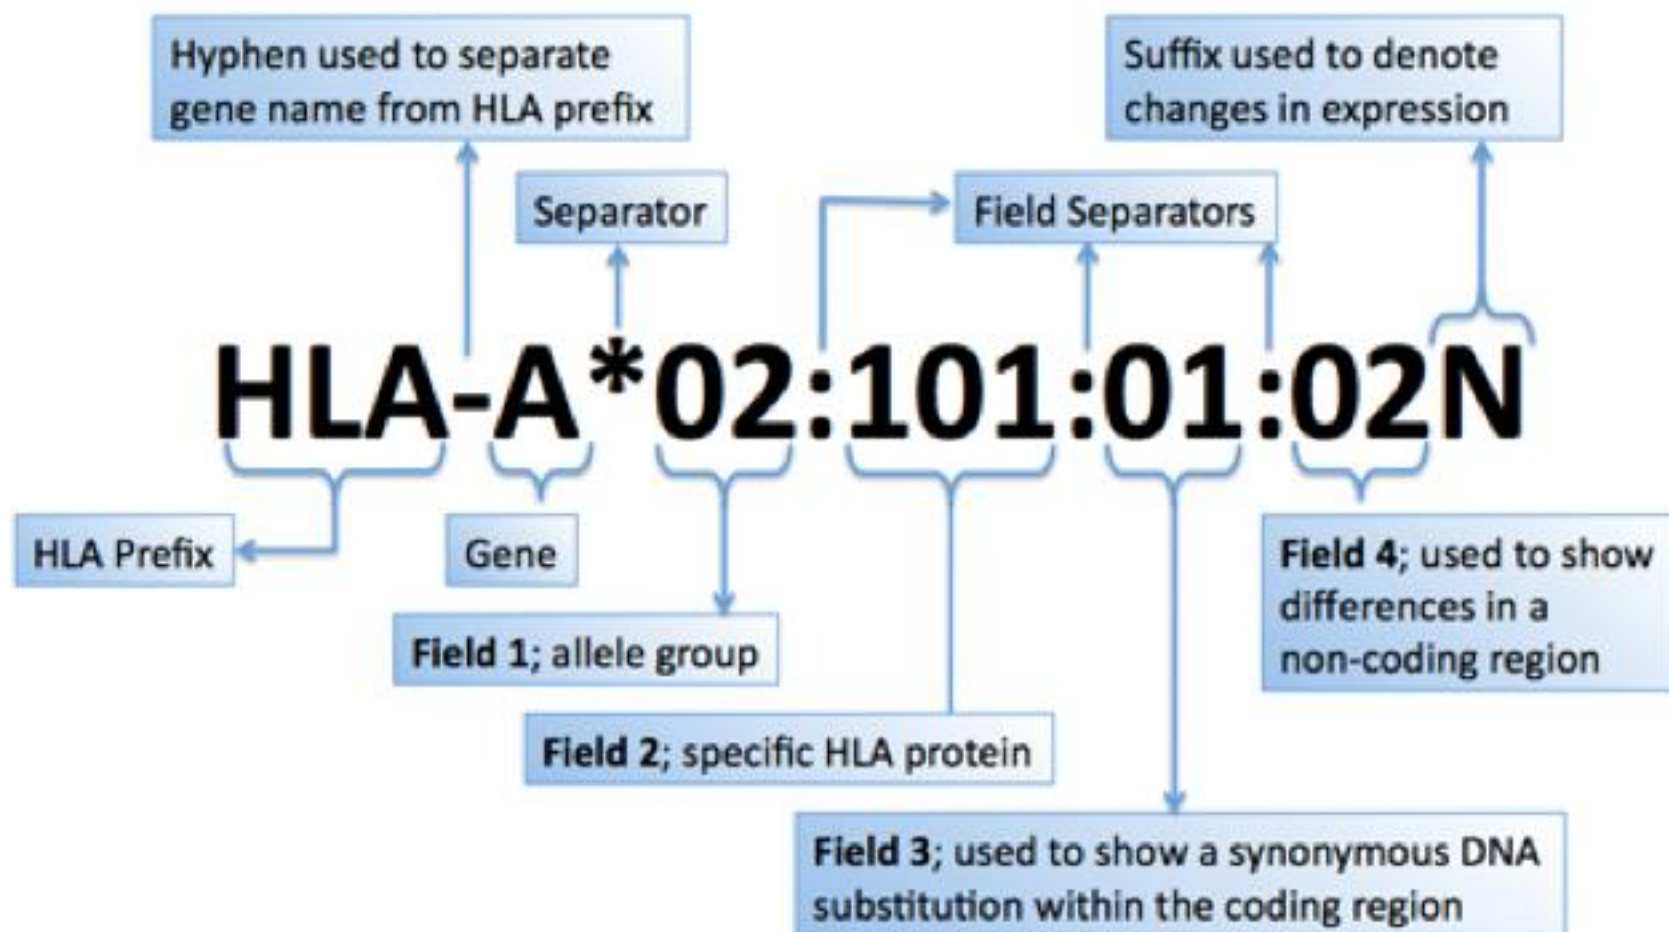 Hyphen used to separate
gene name from HLA prefix
Suffix used to denote
changes in expression
Separator
Field Separators
HLA-A*02:101:01:02N
HLA Prefix
Gene
Field 1; allele group
Field 2; specific HLA protein
Field 3; used to show a synonymous DNA
substitution within the coding region
Field 4; used to show
differences in a
non-coding region